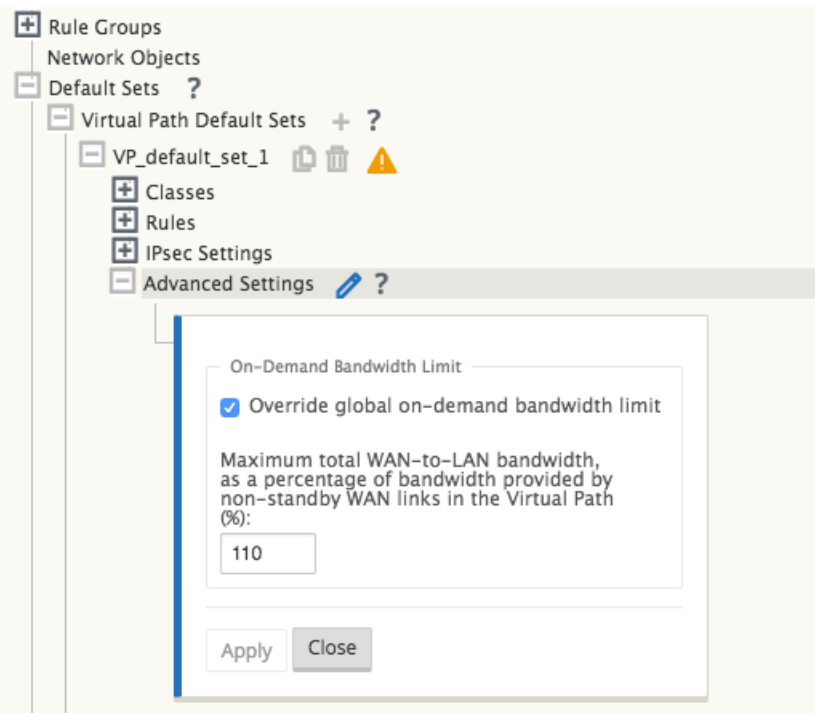 Rule Groups
Network Objects
Default Sets ?
Virtual Path Default Sets + ?
VP_default_set_1
Classes
Rules
IPsec Settings
Advanced Settings ?
On-Demand Bandwidth Limit
Override global on-demand bandwidth limit
Maximum total WAN-to-LAN bandwidth,
as a percentage of bandwidth provided by
non-standby WAN links in the Virtual Path
(%):
110
Apply Close